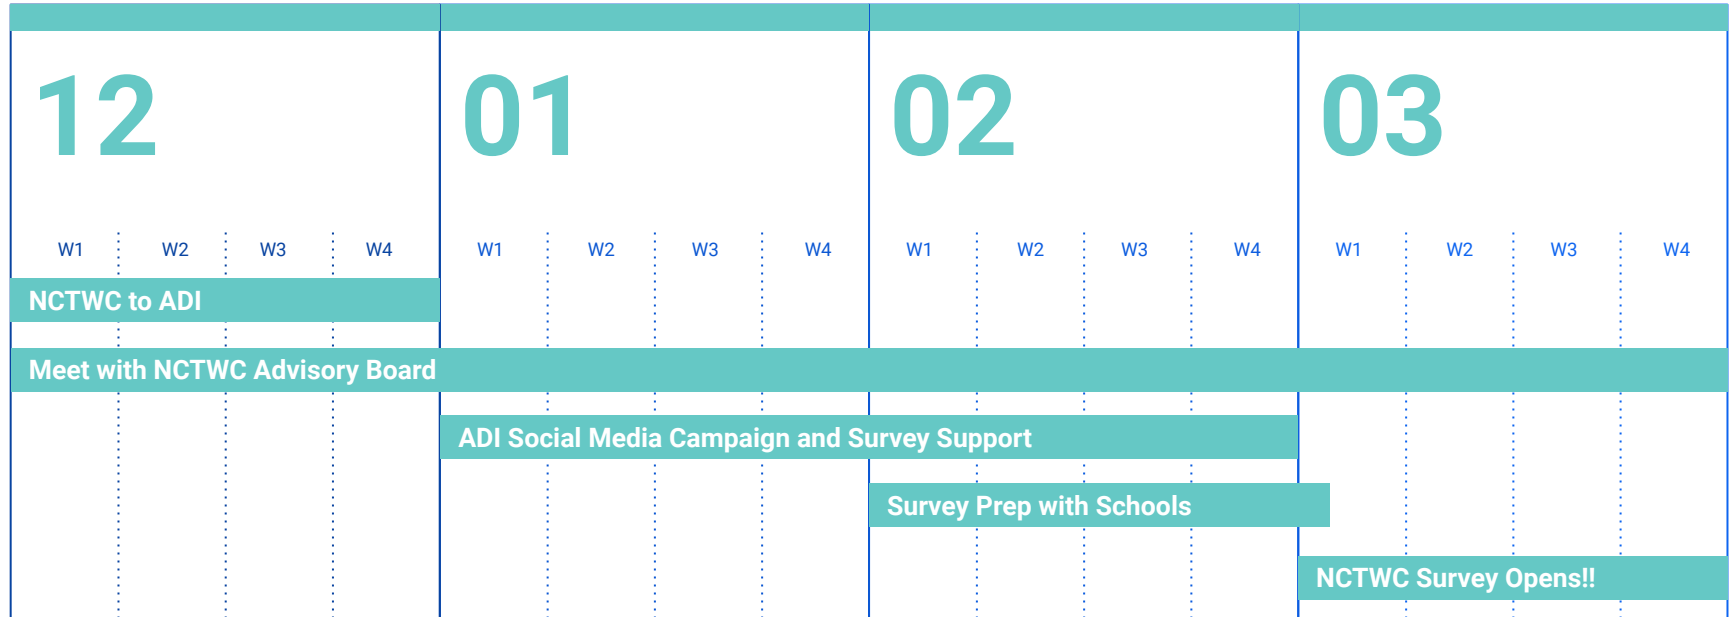 12 01 02 03
W1 W2 W3 W4 W1 W2 W3 W4 W1 W2 W3 W4 W1 W2 W3 W4
NCTWC to ADI
Meet with NCTWC Advisory Board
ADI Social Media Campaign and Survey Support
Survey Prep with Schools
NCTWC Survey Opens!!